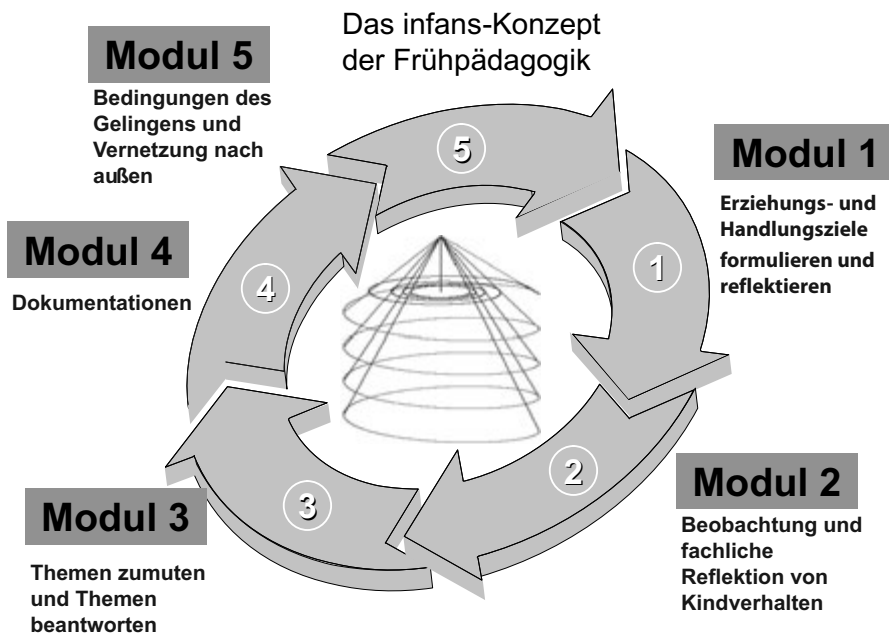 Das infans-Konzept
der Frühpädagogik
Modul 5
Bedingungen des
Gelingens und
Vernetzung nach
außen
5
Modul 1
Erziehungs- und
Handlungsziele
formulieren und
reflektieren
1
Modul 4
Dokumentationen
4
Modul 2
Beobachtung und
fachliche
Reflektion von
Kindverhalten
2
Modul 3
Themen zumuten
und Themen
beantworten
3